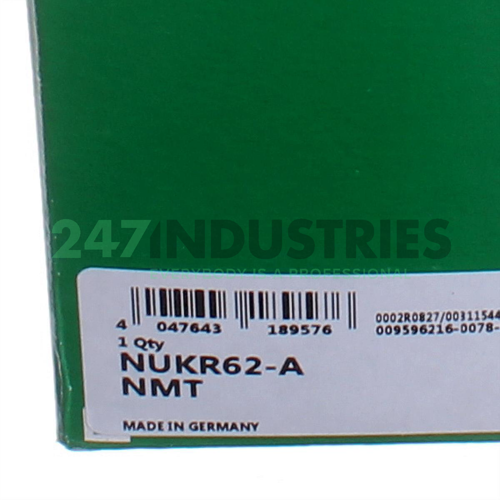 247INDUSTRIES
EVERYBODY IS A PROFESSIONAL
4 047643 189576
0002R0827/00311544
009596216-0078-
1 Qty
NUKR62-A
NMT
MADE IN GERMANY